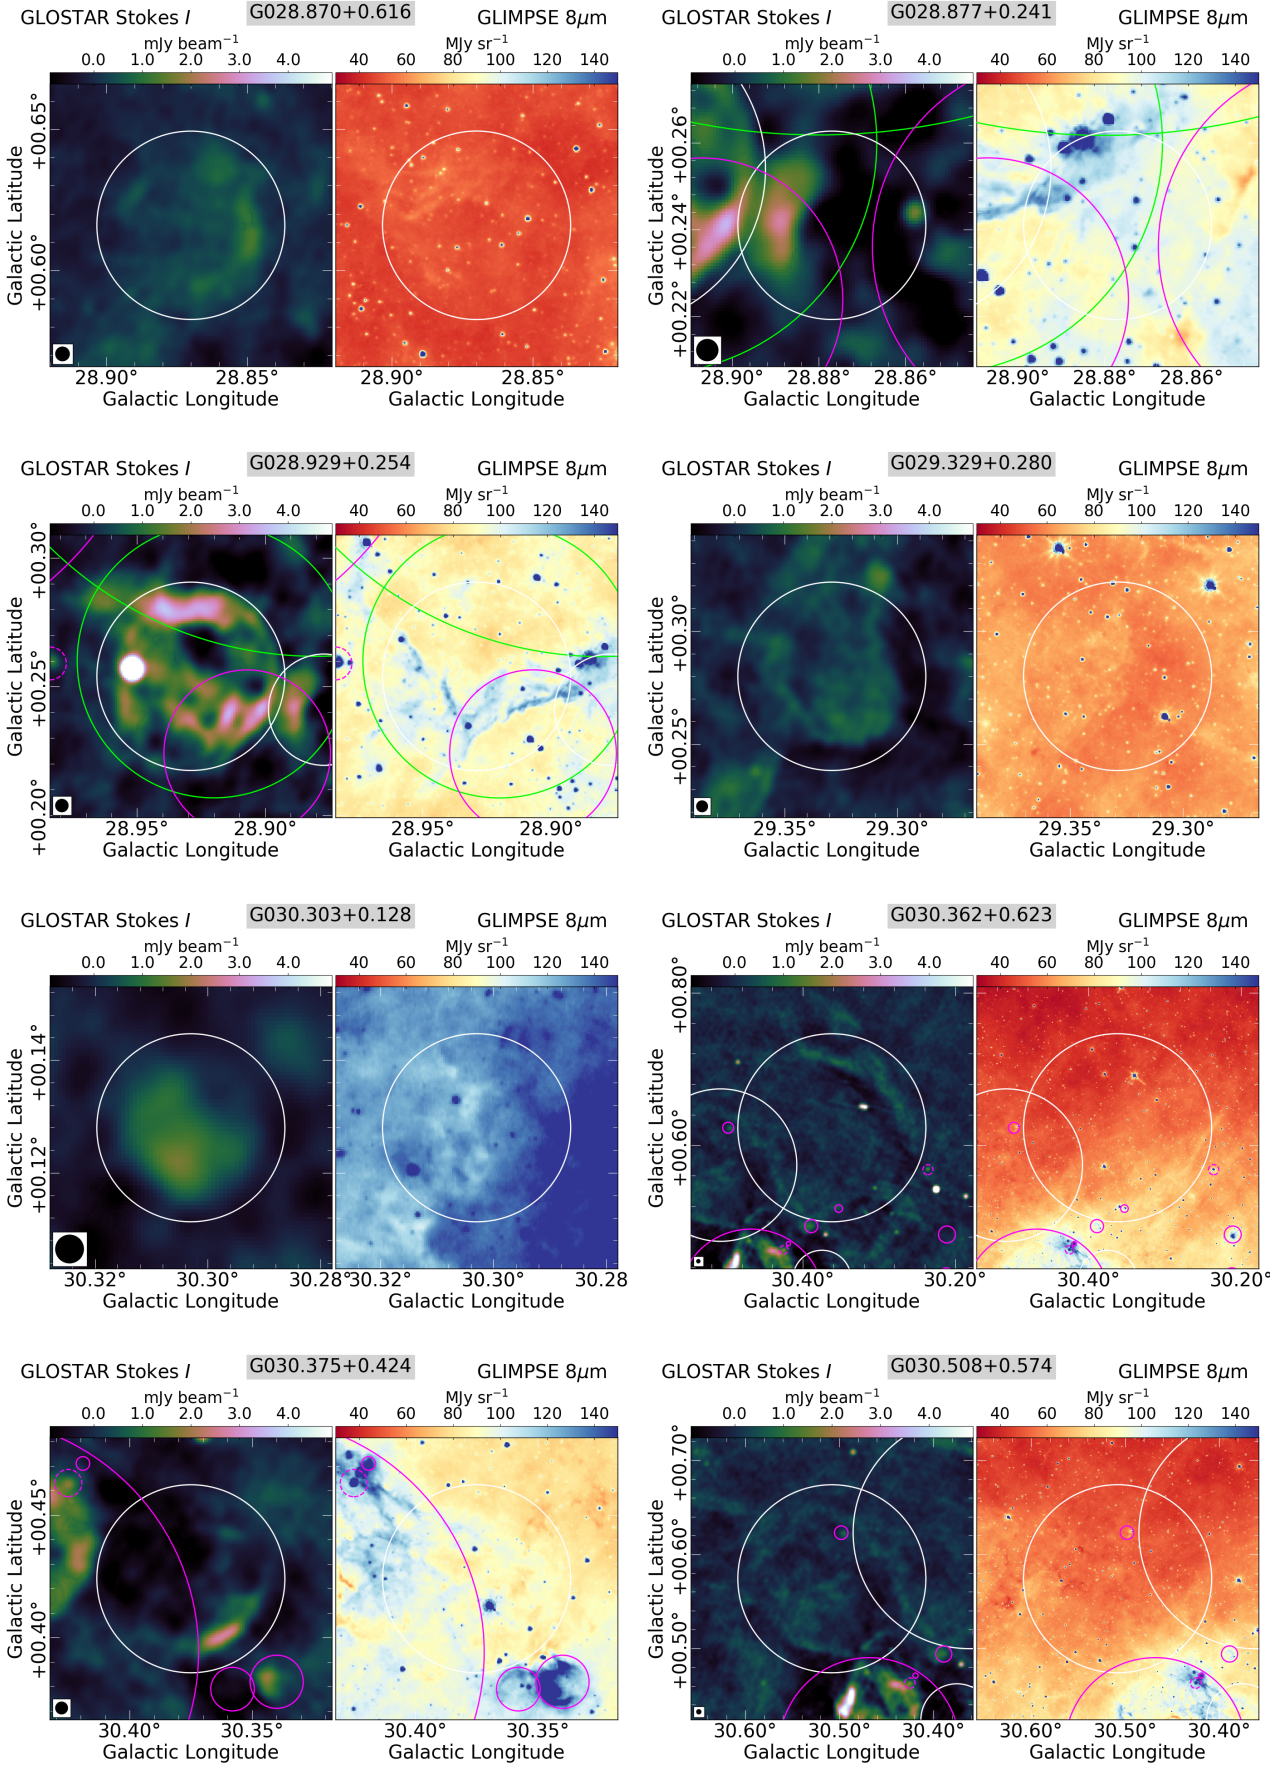 GLOSTAR Stokes I G028.870+0.616 GLIMPSE 8μm
mJy beam⁻¹ MJy sr⁻¹
0.0 1.0 2.0 3.0 4.0 40 60 80 100 120 140
Galactic Latitude
+00.65°
+00.60°
28.90° 28.85° 28.90° 28.85°
Galactic Longitude Galactic Longitude
GLOSTAR Stokes I G028.877+0.241 GLIMPSE 8μm
mJy beam⁻¹ MJy sr⁻¹
0.0 1.0 2.0 3.0 4.0 40 60 80 100 120 140
Galactic Latitude
+00.26°
+00.24°
+00.22°
28.90° 28.88° 28.86° 28.90° 28.88° 28.86°
Galactic Longitude Galactic Longitude
GLOSTAR Stokes I G028.929+0.254 GLIMPSE 8μm
mJy beam⁻¹ MJy sr⁻¹
0.0 1.0 2.0 3.0 4.0 40 60 80 100 120 140
Galactic Latitude
+00.30°
+00.25°
+00.20°
28.95° 28.90° 28.95° 28.90°
Galactic Longitude Galactic Longitude
GLOSTAR Stokes I G029.329+0.280 GLIMPSE 8μm
mJy beam⁻¹ MJy sr⁻¹
0.0 1.0 2.0 3.0 4.0 40 60 80 100 120 140
Galactic Latitude
+00.30°
+00.25°
29.35° 29.30° 29.35° 29.30°
Galactic Longitude Galactic Longitude
GLOSTAR Stokes I G030.303+0.128 GLIMPSE 8μm
mJy beam⁻¹ MJy sr⁻¹
0.0 1.0 2.0 3.0 4.0 40 60 80 100 120 140
Galactic Latitude
+00.14°
+00.12°
30.32° 30.30° 30.28° 30.32° 30.30° 30.28°
Galactic Longitude Galactic Longitude
GLOSTAR Stokes I G030.362+0.623 GLIMPSE 8μm
mJy beam⁻¹ MJy sr⁻¹
0.0 1.0 2.0 3.0 4.0 40 60 80 100 120 140
Galactic Latitude
+00.80°
+00.60°
30.40° 30.20° 30.40° 30.20°
Galactic Longitude Galactic Longitude
GLOSTAR Stokes I G030.375+0.424 GLIMPSE 8μm
mJy beam⁻¹ MJy sr⁻¹
0.0 1.0 2.0 3.0 4.0 40 60 80 100 120 140
Galactic Latitude
+00.45°
+00.40°
30.40° 30.35° 30.40° 30.35°
Galactic Longitude Galactic Longitude
GLOSTAR Stokes I G030.508+0.574 GLIMPSE 8μm
mJy beam⁻¹ MJy sr⁻¹
0.0 1.0 2.0 3.0 4.0 40 60 80 100 120 140
Galactic Latitude
+00.70°
+00.60°
+00.50°
30.60° 30.50° 30.40° 30.60° 30.50° 30.40°
Galactic Longitude Galactic Longitude